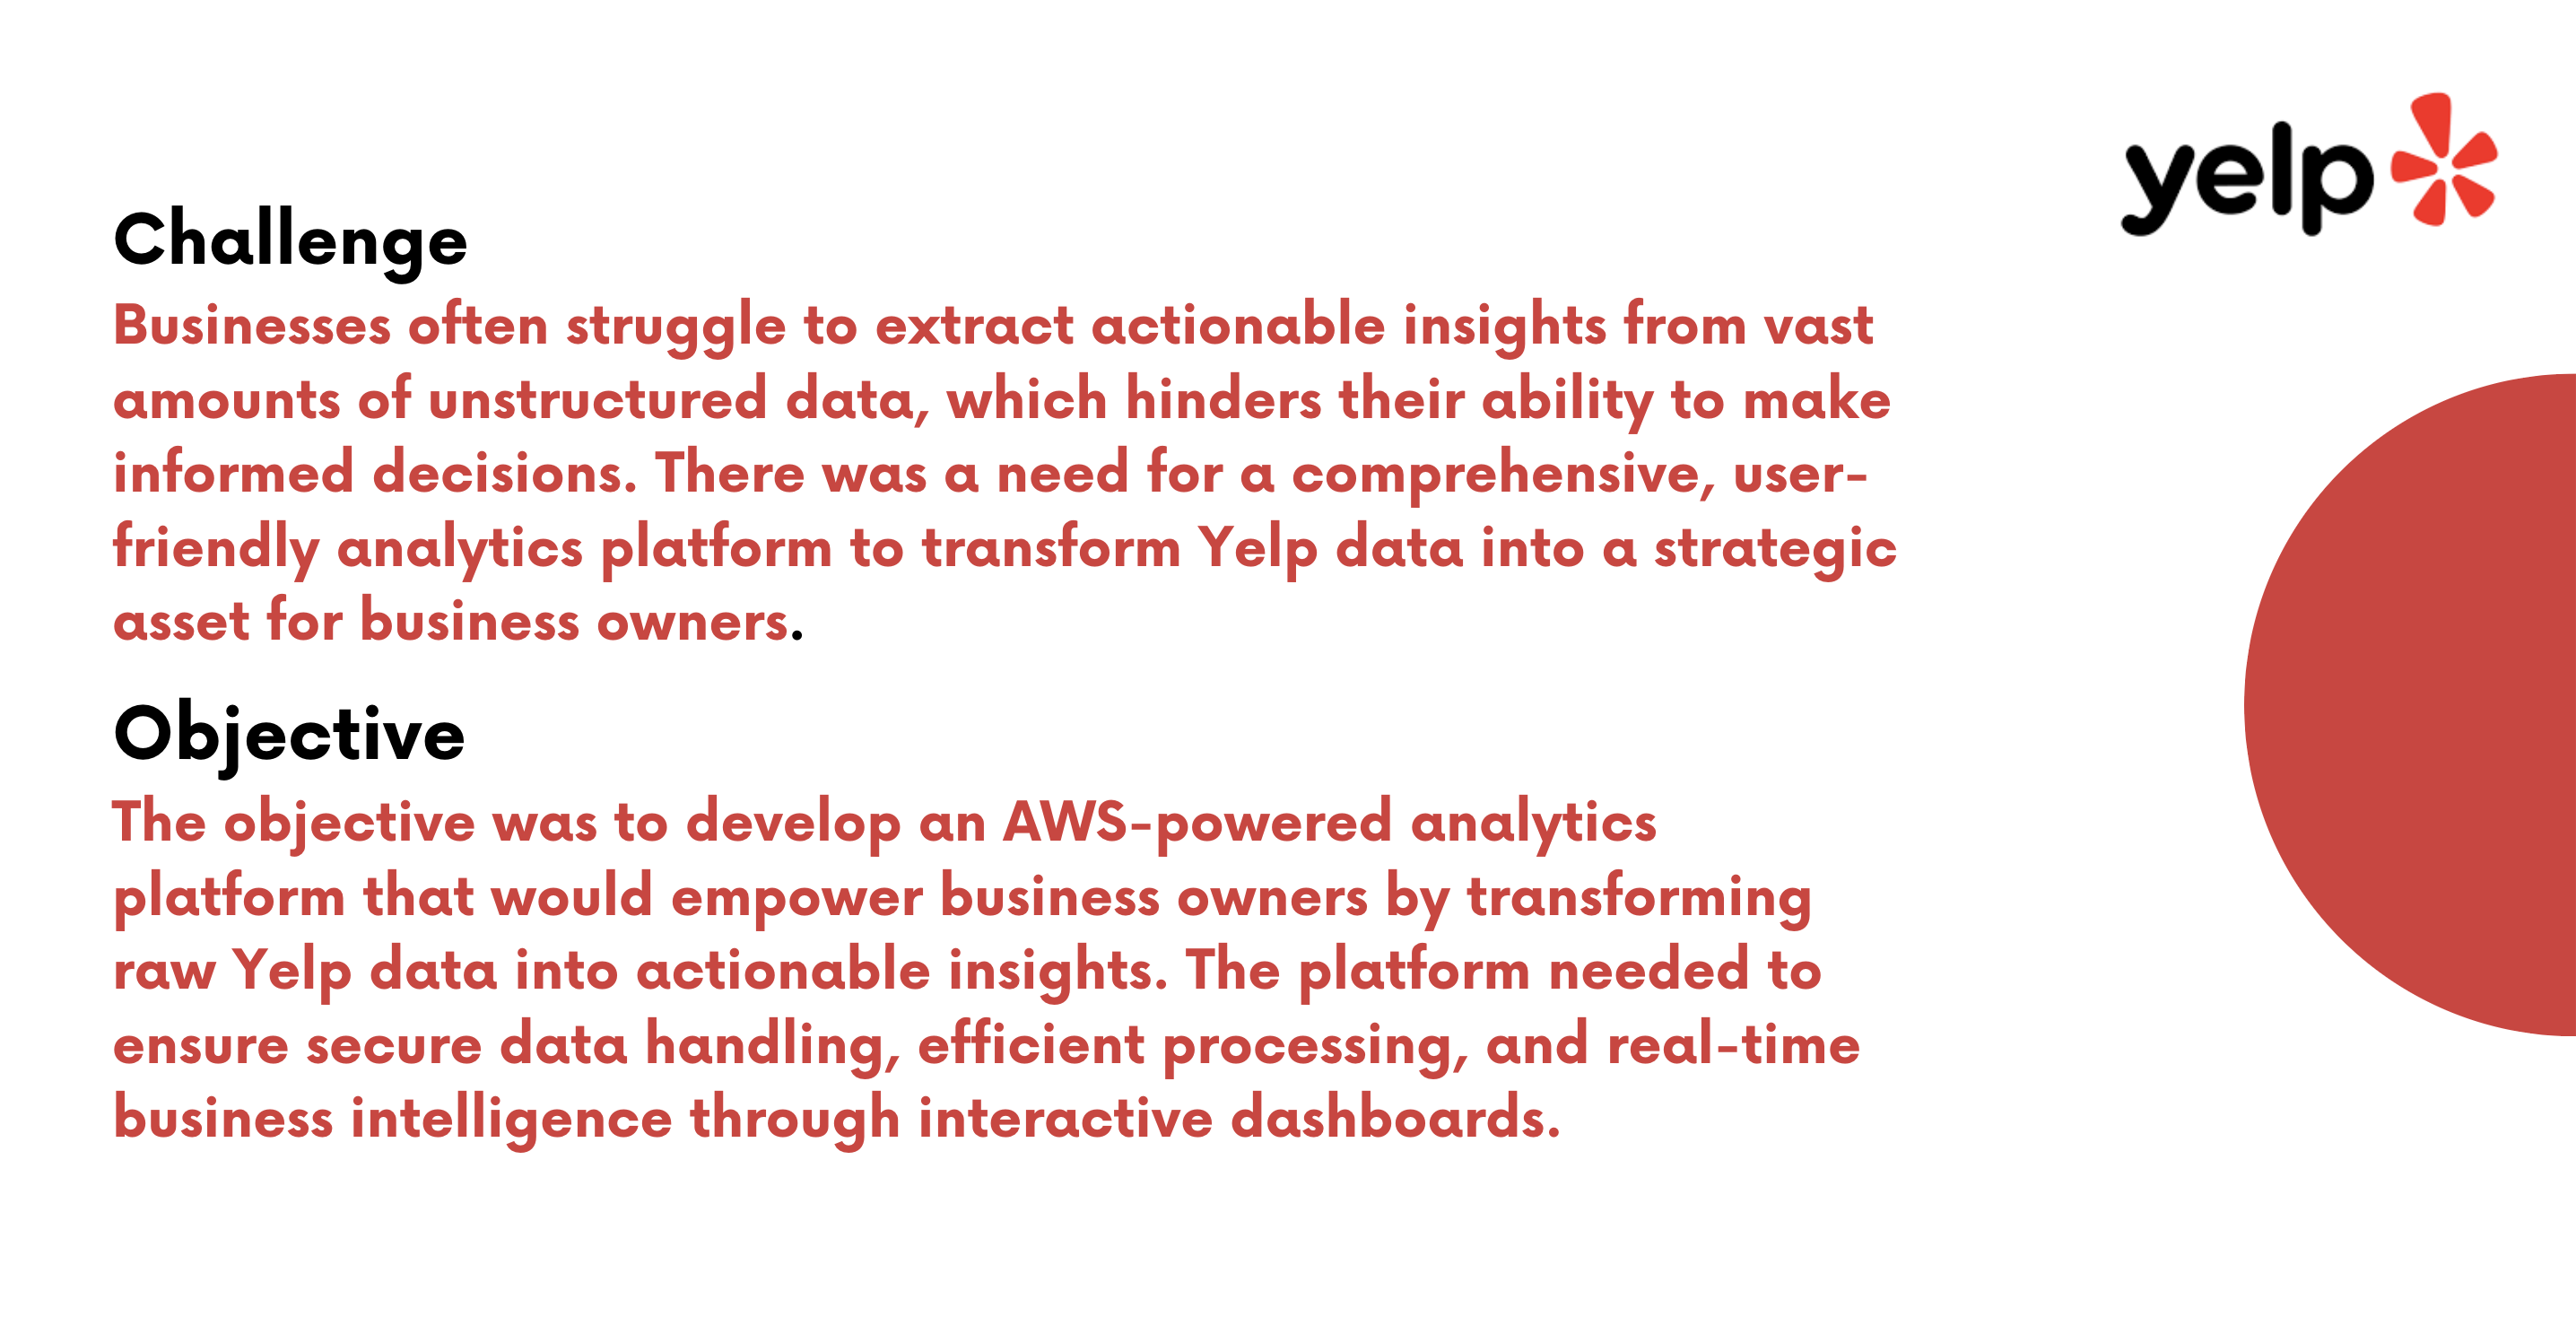 yelp
Challenge
Businesses often struggle to extract actionable insights from vast
amounts of unstructured data, which hinders their ability to make
informed decisions. There was a need for a comprehensive, user-
friendly analytics platform to transform Yelp data into a strategic
asset for business owners.
Objective
The objective was to develop an AWS-powered analytics
platform that would empower business owners by transforming
raw Yelp data into actionable insights. The platform needed to
ensure secure data handling, efficient processing, and real-time
business intelligence through interactive dashboards.